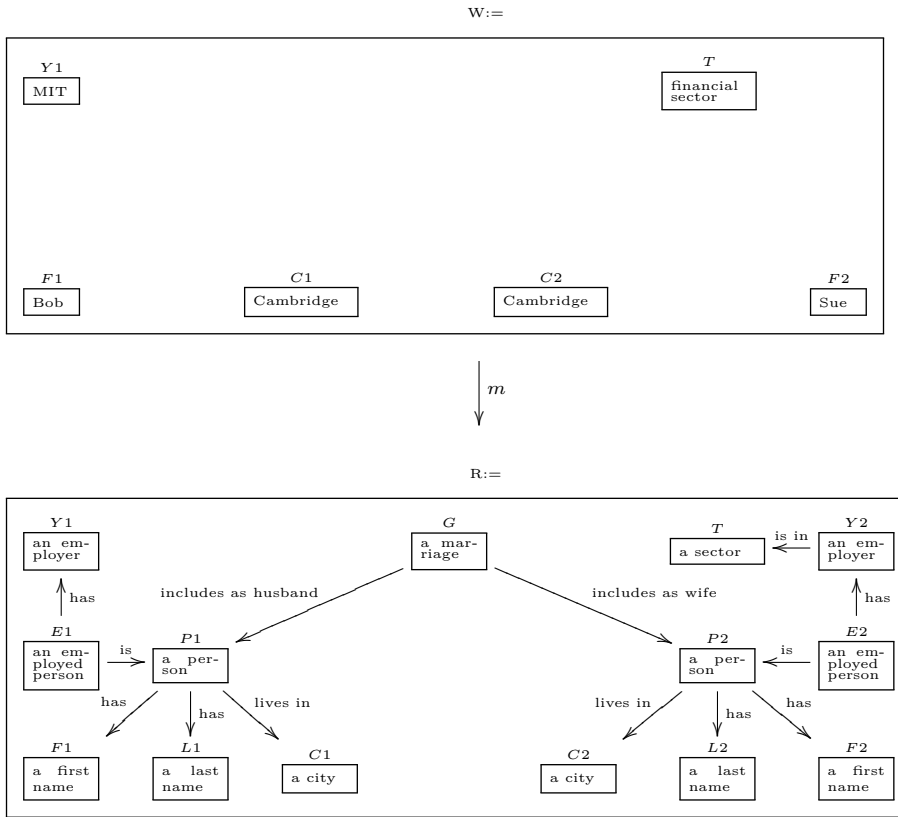 W:=
Y1
T
MIT
financial
sector
F1
C1
C2
F2
Bob
Cambridge
Cambridge
Sue
m
R:=
Y1
G
T
Y2
an em-
ployer
a mar-
riage
a sector
is in
an em-
ployer
has
includes as husband
includes as wife
has
E1
P1
P2
E2
an em-
ployed
person
is
a per-
son
a per-
son
is
an em-
ployed
person
has
has
lives in
lives in
has
has
F1
L1
C1
C2
L2
F2
a first
name
a last
name
a city
a city
a last
name
a first
name